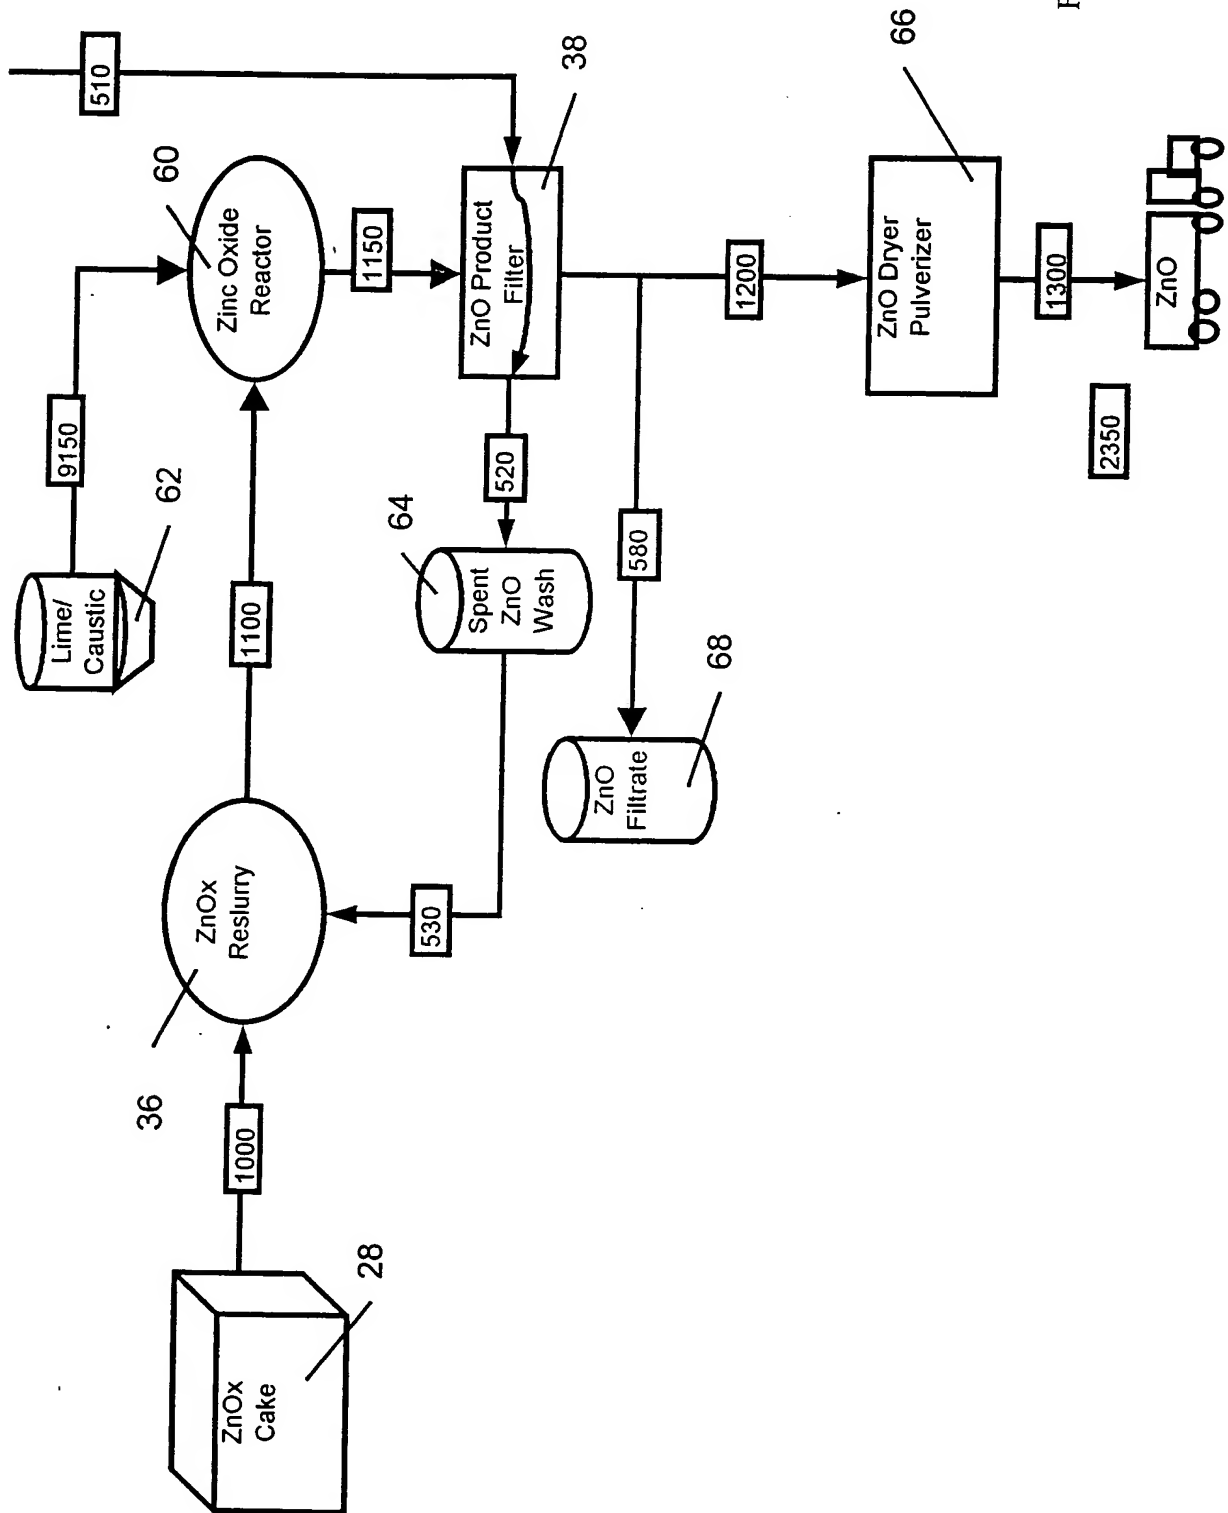 Lime/
Caustic
62
9150
510
60
36
ZnOx
Cake
28
1000
ZnOx
Reslurry
1100
Zinc Oxide
Reactor
1150
530
64
Spent
ZnO
Wash
520
ZnO Product
Filter
38
ZnO
Filtrate
68
580
1200
ZnO Dryer
Pulverizer
66
1300
2350
ZnO